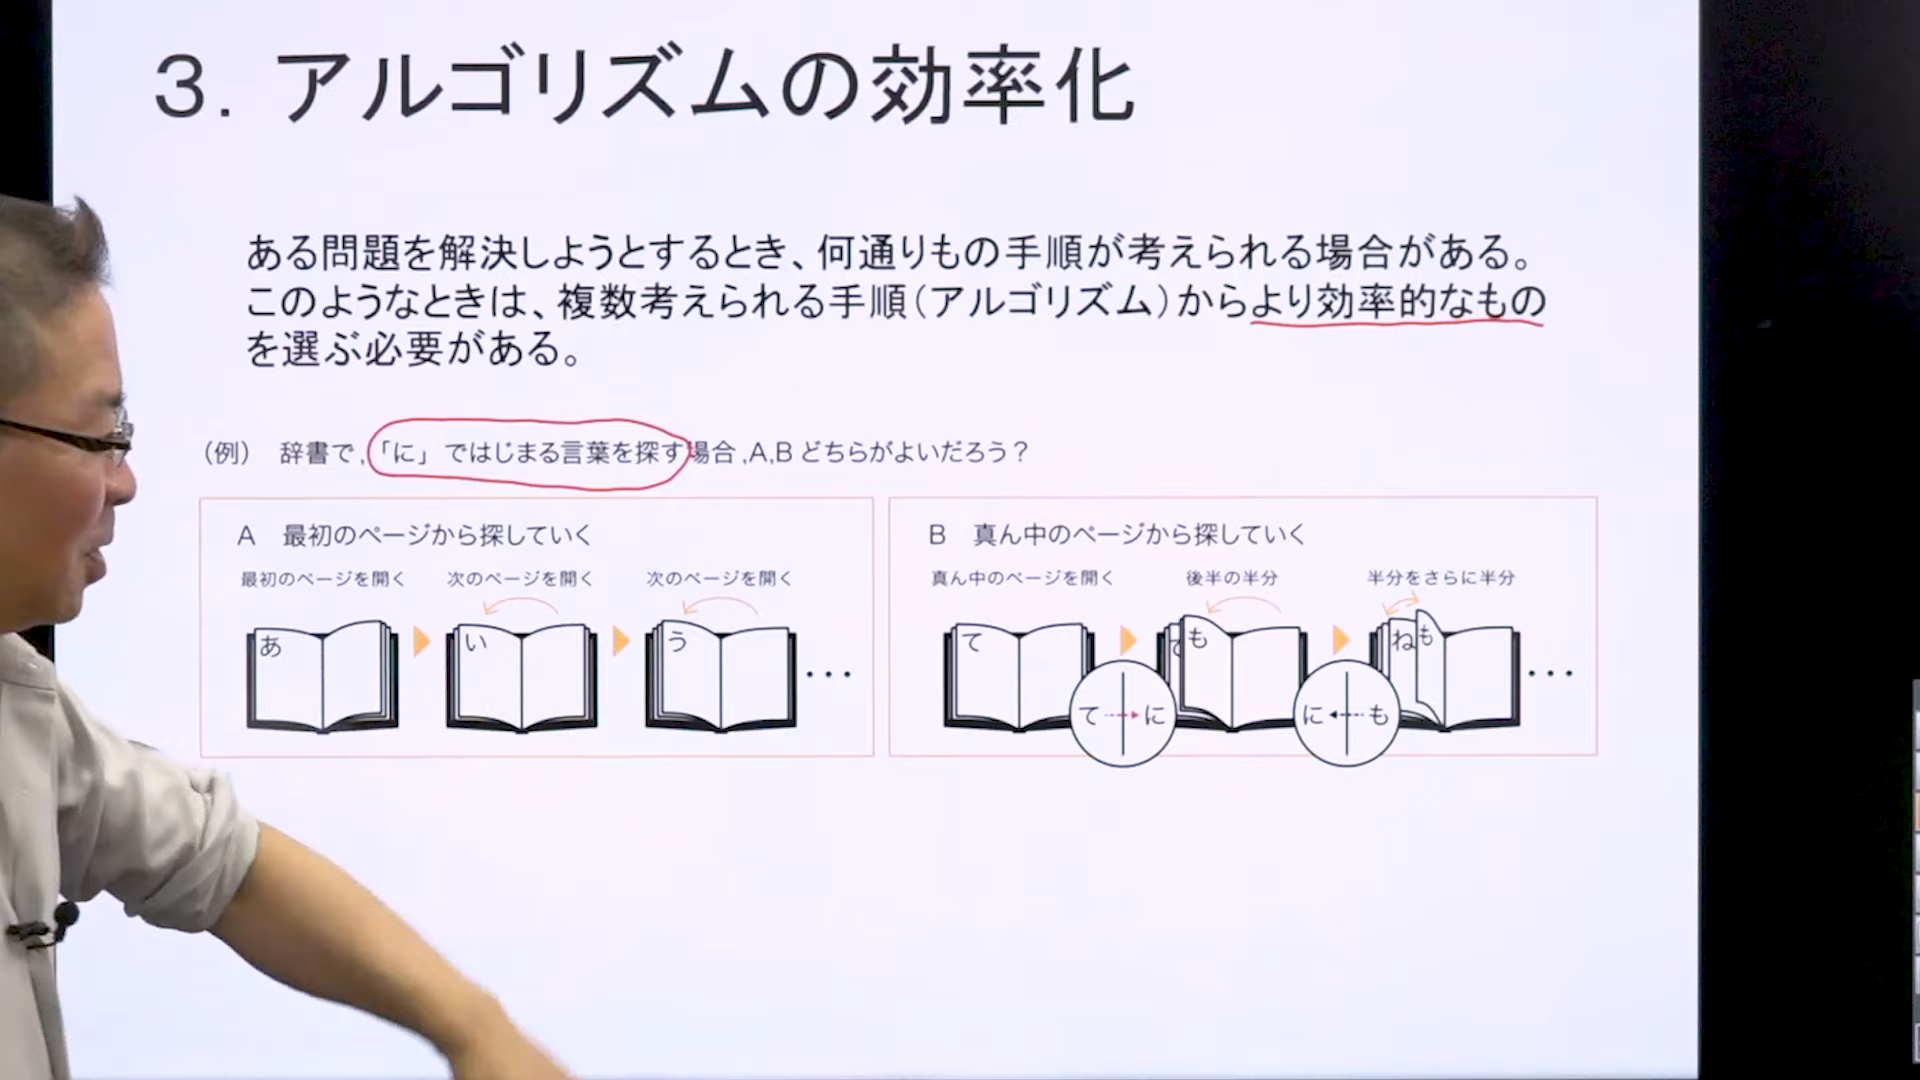 3. アルゴリズムの効率化
ある問題を解決しようとするとき、何通りもの手順が考えられる場合がある。
このようなときは、複数考えられる手順（アルゴリズム）からより効率的なもの
を選ぶ必要がある。
（例） 辞書で,「に」ではじまる言葉を探す場合,A,Bどちらがよいだろう？
A 最初のページから探していく
最初のページを開く 次のページを開く 次のページを開く
あ い う ・・・
B 真ん中のページから探していく
真ん中のページを開く 後半の半分 半分をさらに半分
て も ね も ・・・
て に に も